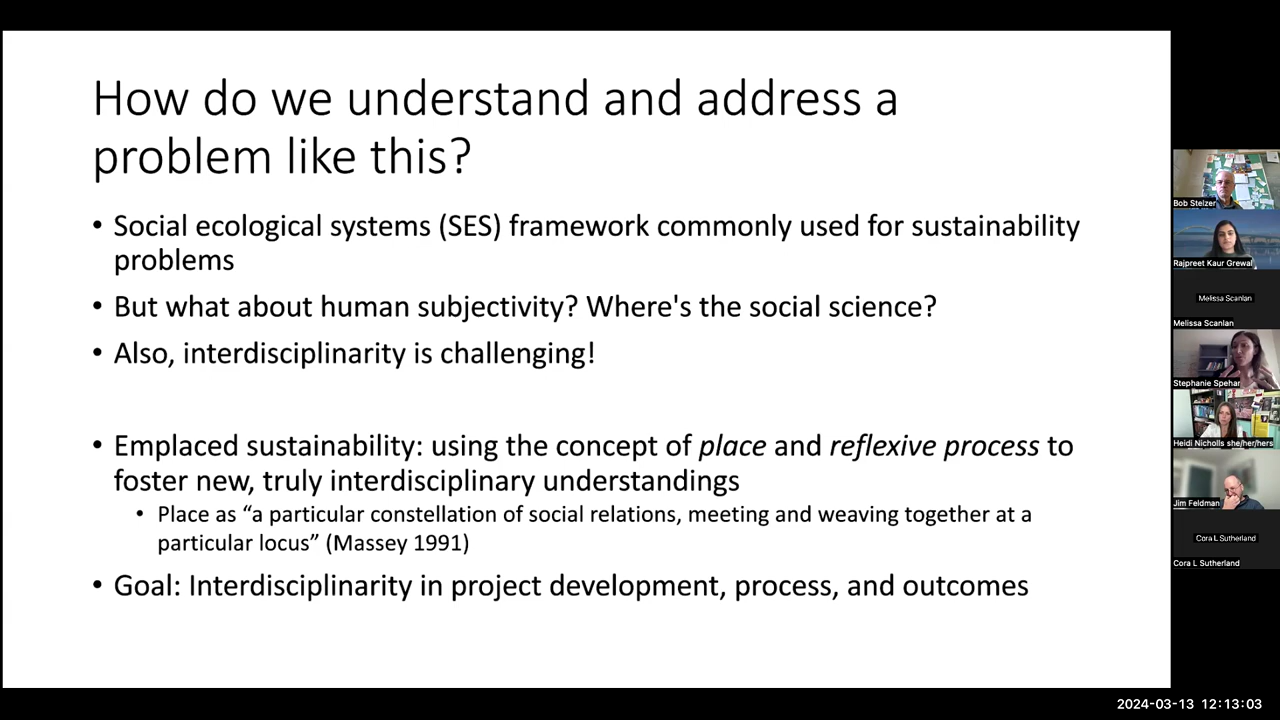 How do we understand and address a
problem like this?
• Social ecological systems (SES) framework commonly used for sustainability
problems
• But what about human subjectivity? Where's the social science?
• Also, interdisciplinarity is challenging!
• Emplaced sustainability: using the concept of place and reflexive process to
foster new, truly interdisciplinary understandings
• Place as “a particular constellation of social relations, meeting and weaving together at a
particular locus” (Massey 1991)
• Goal: Interdisciplinarity in project development, process, and outcomes
Bob Stelzer
Rajpreet Kaur Grewal
Melissa Scanlan
Melissa Scanlan
Stephanie Spehar
Heidi Nicholls she/her/hers
Jim Feldman
Cora L Sutherland
Cora L Sutherland
2024-03-13 12:13:03